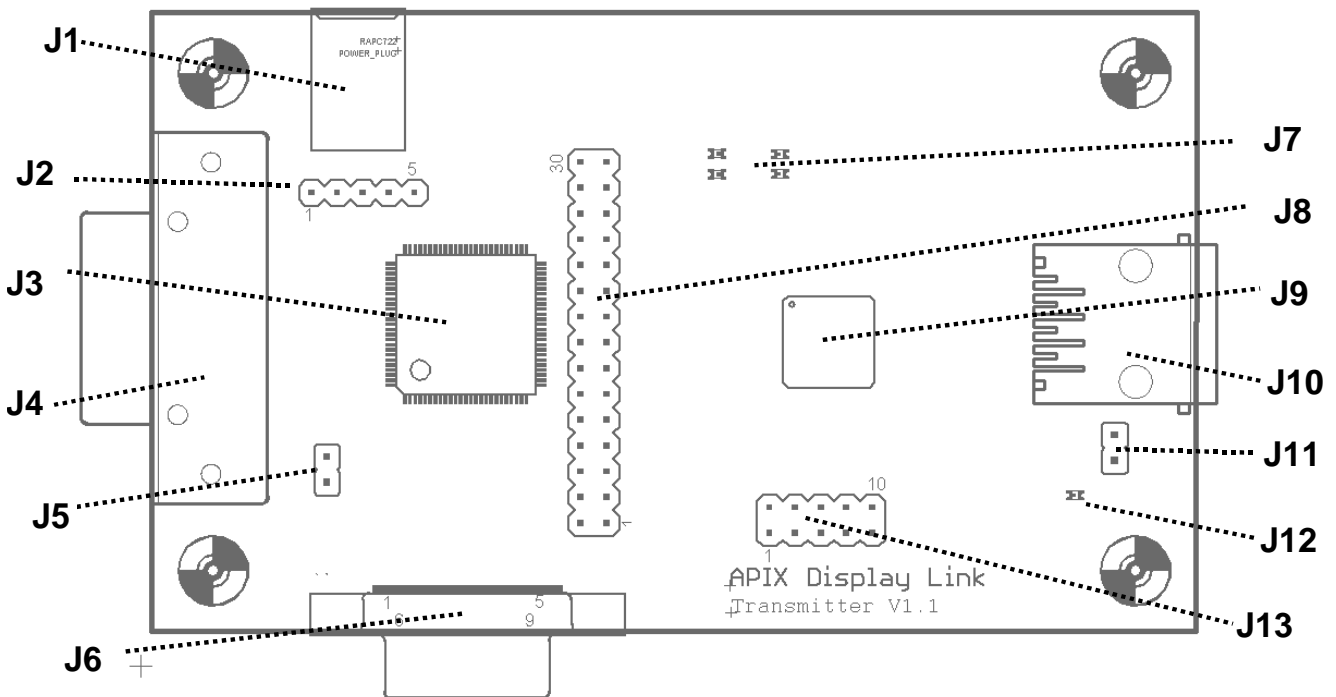 J1
RAPC722
POWER_PLUG
J2
5
1
30
J7
J8
J3
J9
J10
J4
J11
J5
1
10
J12
1
APIX Display Link
Transmitter V1.1
1
5
6
9
J13
J6